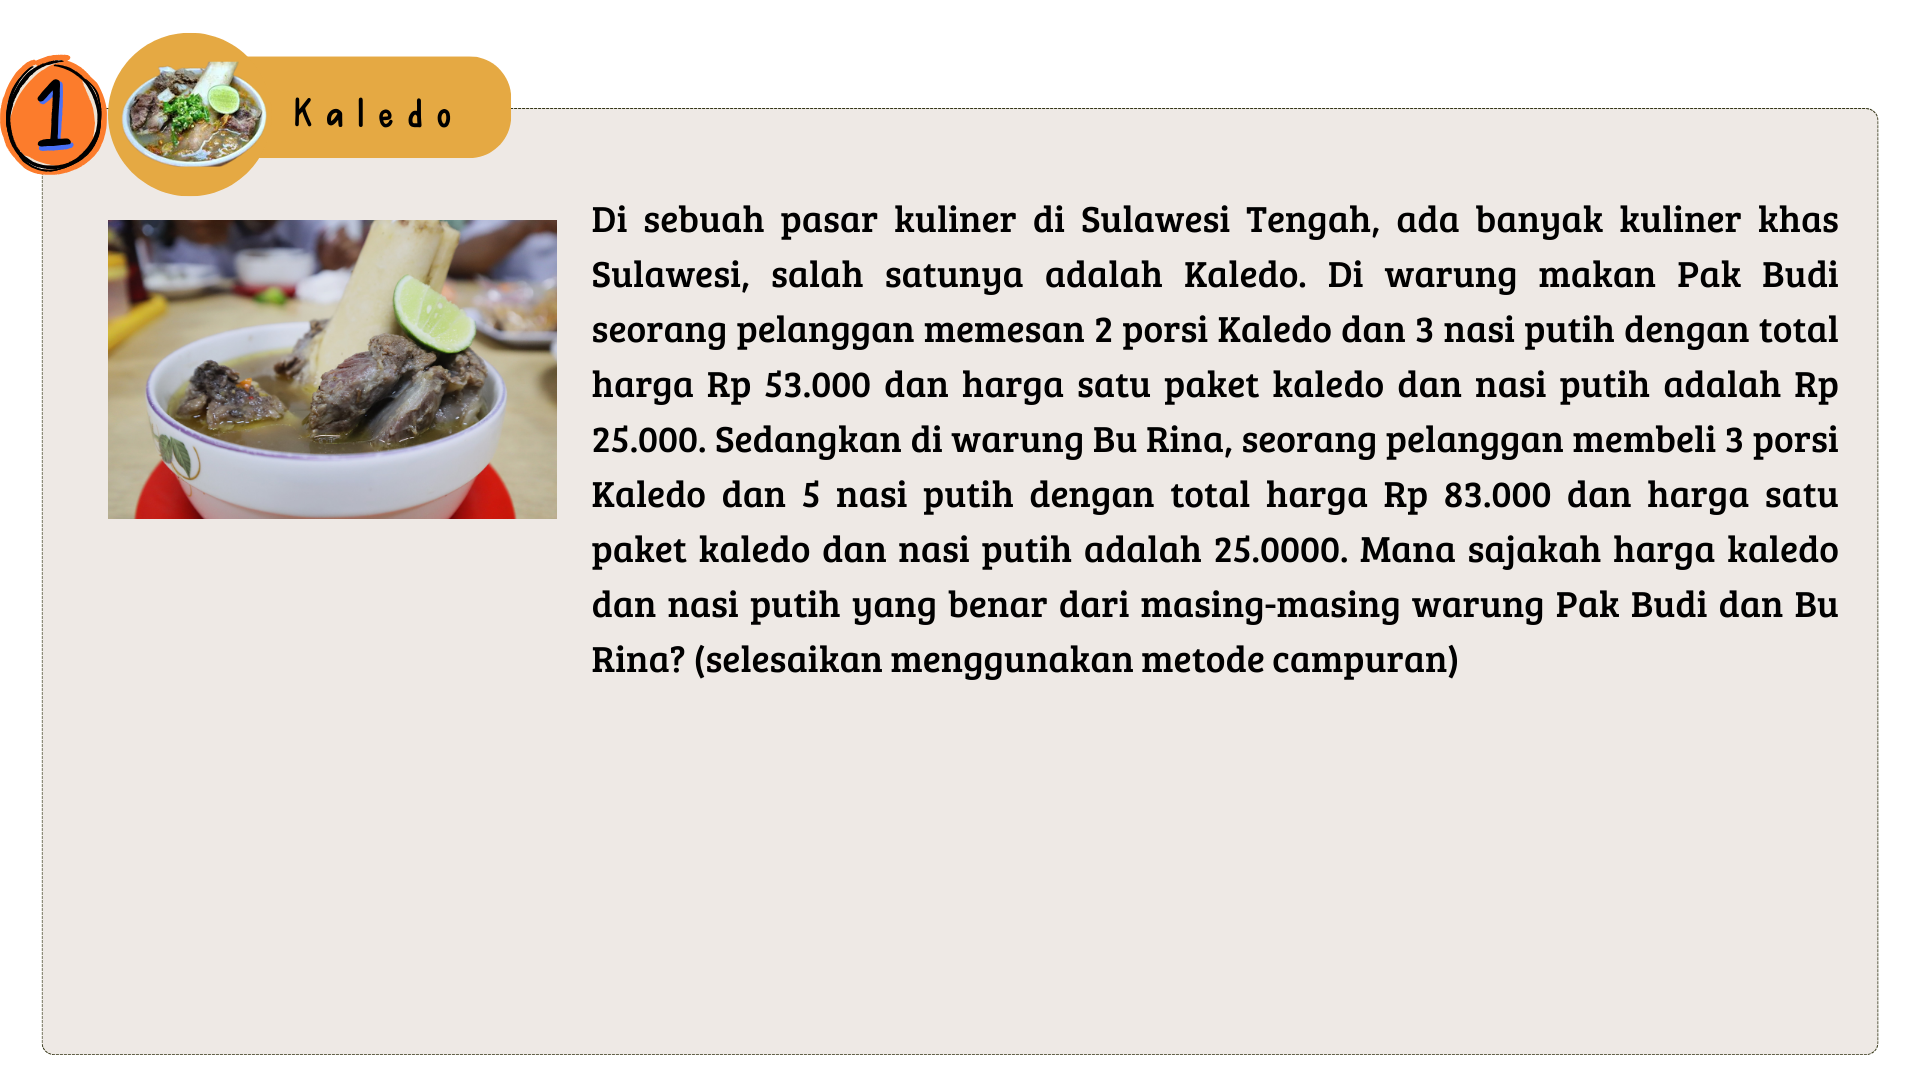 1
Kaledo
Di sebuah pasar kuliner di Sulawesi Tengah, ada banyak kuliner khas
Sulawesi, salah satunya adalah Kaledo. Di warung makan Pak Budi
seorang pelanggan memesan 2 porsi Kaledo dan 3 nasi putih dengan total
harga Rp 53.000 dan harga satu paket kaledo dan nasi putih adalah Rp
25.000. Sedangkan di warung Bu Rina, seorang pelanggan membeli 3 porsi
Kaledo dan 5 nasi putih dengan total harga Rp 83.000 dan harga satu
paket kaledo dan nasi putih adalah 25.0000. Mana sajakah harga kaledo
dan nasi putih yang benar dari masing-masing warung Pak Budi dan Bu
Rina? (selesaikan menggunakan metode campuran)